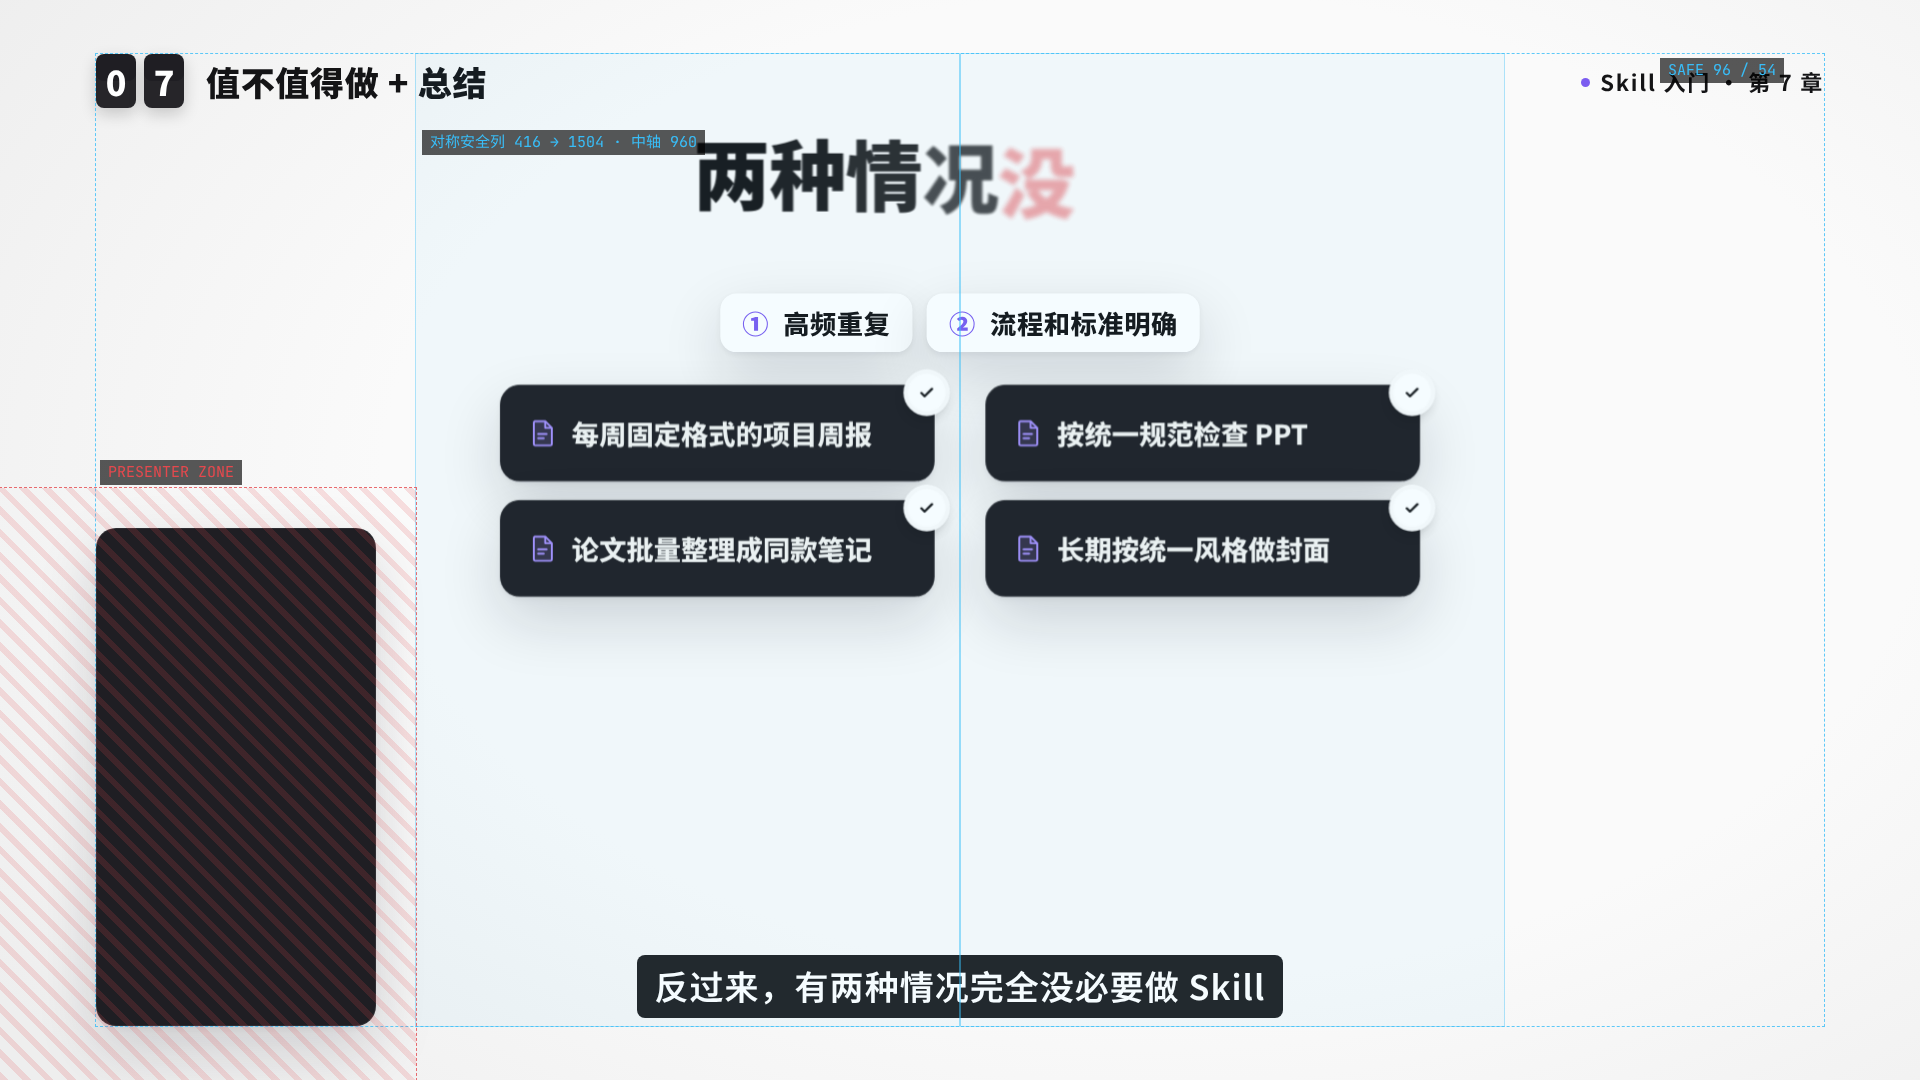 07 值不值得做 + 总结
SAFE 96 / 54
Skill 入门 · 第 7 章
对称安全列 416 → 1504 · 中轴 960
两种情况没
① 高频重复
② 流程和标准明确
每周固定格式的项目周报
按统一规范检查 PPT
PRESENTER ZONE
论文批量整理成同款笔记
长期按统一风格做封面
反过来，有两种情况完全没必要做 Skill